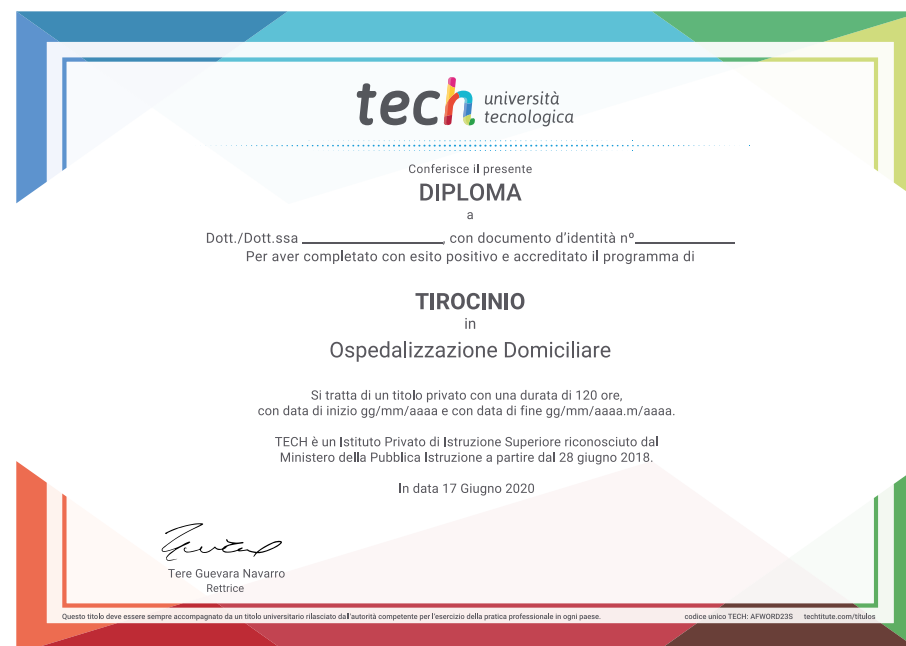 tech università
tecnologica
Conferisce il presente
DIPLOMA
a
Dott./Dott.ssa ________________, con documento d'identità nº____________
Per aver completato con esito positivo e accreditato il programma di
TIROCINIO
in
Ospedalizzazione Domiciliare
Si tratta di un titolo privato con una durata di 120 ore,
con data di inizio gg/mm/aaaa e con data di fine gg/mm/aaaa.m/aaaa.
TECH è un Istituto Privato di Istruzione Superiore riconosciuto dal
Ministero della Pubblica Istruzione a partire dal 28 giugno 2018.
In data 17 Giugno 2020
Tere Guevara Navarro
Rettrice
Questo titolo deve essere sempre accompagnato da un titolo universitario rilasciato dall'autorità competente per l'esercizio della pratica professionale in ogni paese.
codice unico TECH: AFWORD23S techtitute.com/titulos